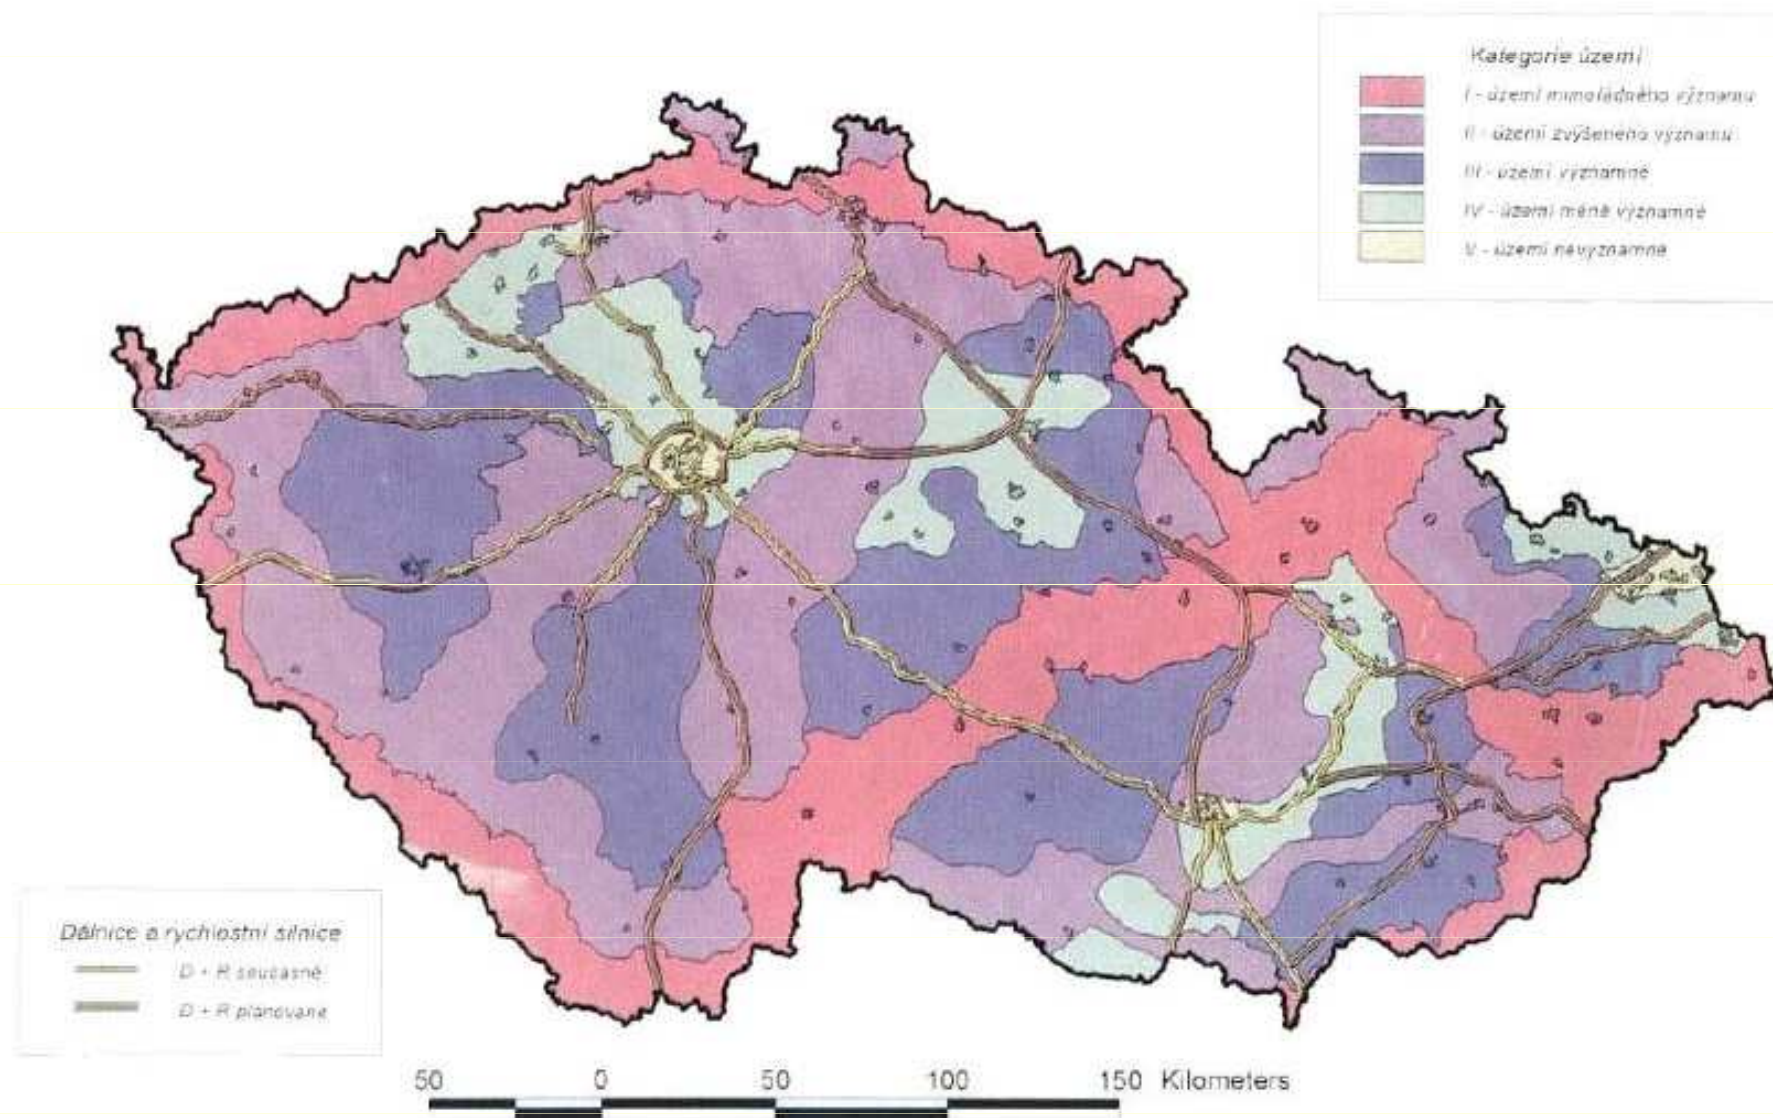 Kategorie území
I - území mimořádného významu
II - území zvýšeného významu
III - území významné
IV - území méně významné
V - území nevýznamné
Dálnice a rychlostní silnice
D + R současné
D + R plánované
50 0 50 100 150 Kilometers